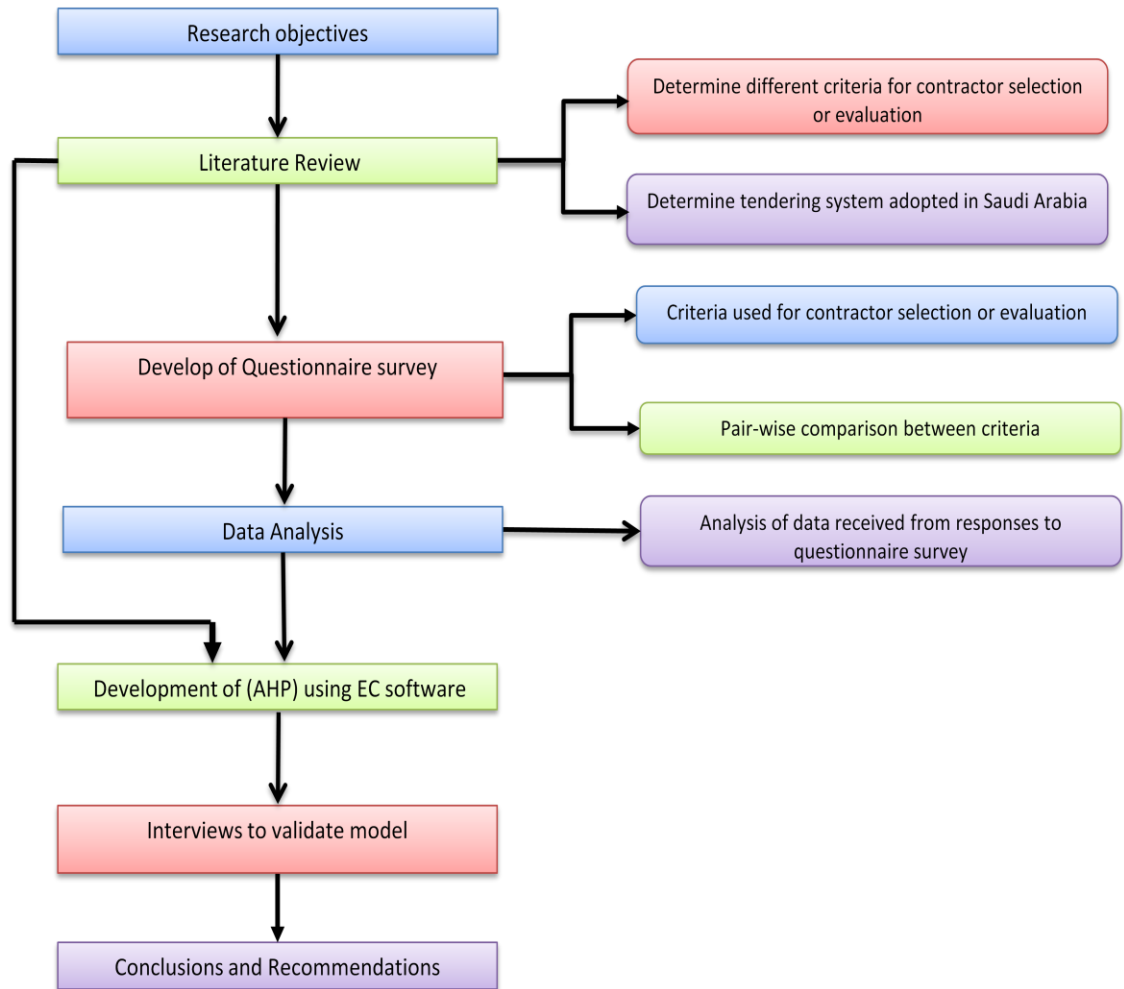 Research objectives
Determine different criteria for contractor selection
or evaluation
Literature Review
Determine tendering system adopted in Saudi Arabia
Criteria used for contractor selection or evaluation
Develop of Questionnaire survey
Pair-wise comparison between criteria
Data Analysis
Analysis of data received from responses to
questionnaire survey
Development of (AHP) using EC software
Interviews to validate model
Conclusions and Recommendations